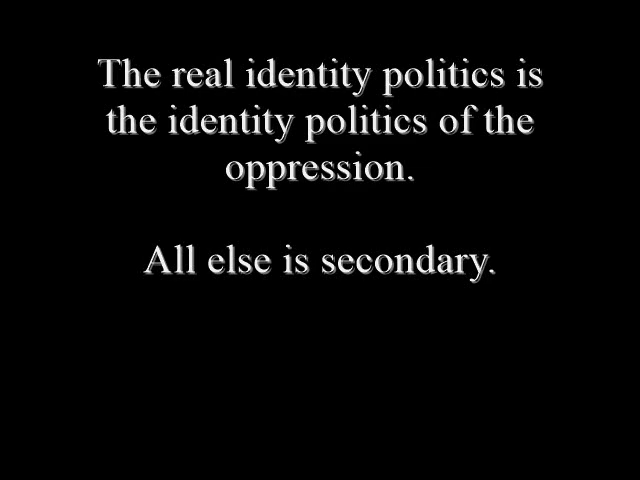 The real identity politics is
the identity politics of the
oppression.
All else is secondary.